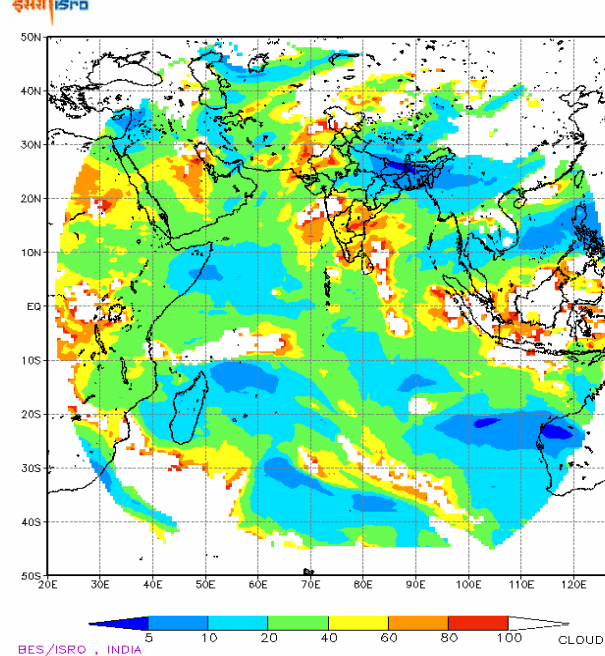 इसरो isro
50N
40N
30N
20N
10N
EQ
10S
20S
30S
40S
50S
20E 30E 40E 50E 60E 70E 80E 90E 100E 110E 120E
5 10 20 40 60 80 100 CLOUD
BES/ISRO , INDIA